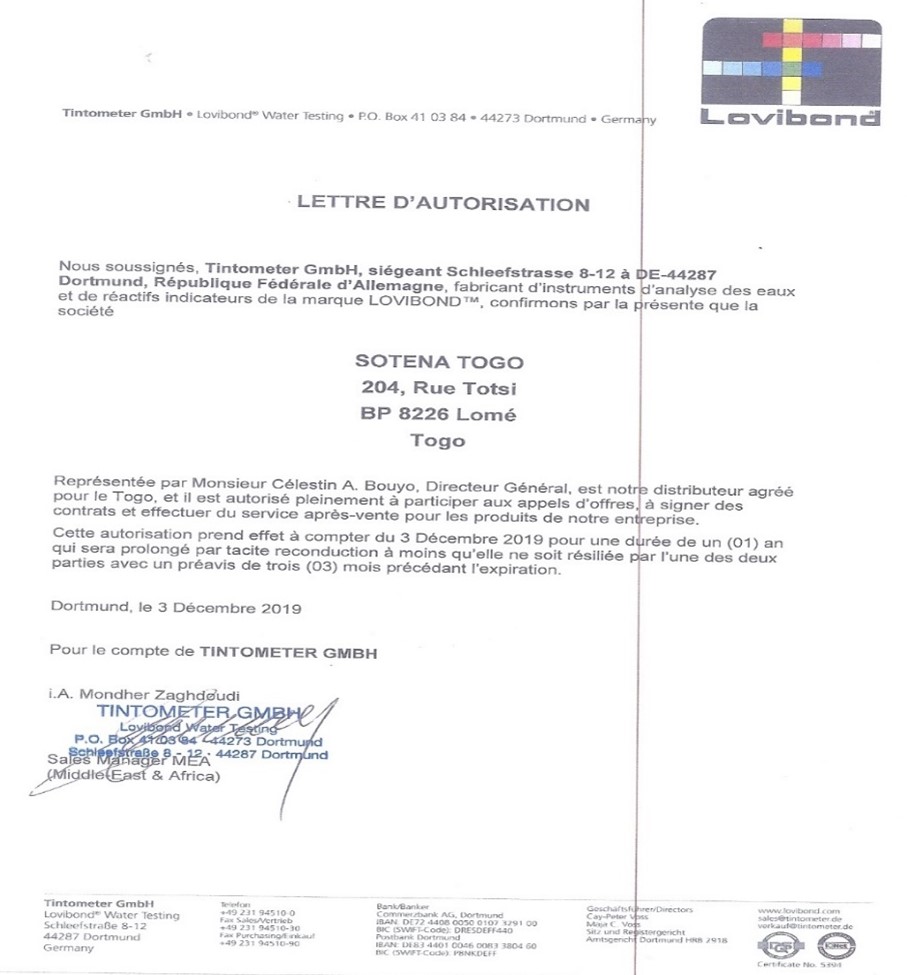 Lovibond
Tintometer GmbH • Lovibond® Water Testing • P.O. Box 41 03 84 • 44273 Dortmund • Germany
LETTRE D'AUTORISATION
Nous soussignés, Tintometer GmbH, siégeant Schleefstrasse 8-12 à DE-44287
Dortmund, République Fédérale d'Allemagne, fabricant d'instruments d'analyse des eaux
et de réactifs indicateurs de la marque LOVIBOND™, confirmons par la présente que la
société
SOTENA TOGO
204, Rue Totsi
BP 8226 Lomé
Togo
Représentée par Monsieur Célestin A. Bouyo, Directeur Général, est notre distributeur agréé
pour le Togo, et il est autorisé pleinement à participer aux appels d'offres, à signer des
contrats et effectuer du service après-vente pour les produits de notre entreprise.
Cette autorisation prend effet à compter du 3 Décembre 2019 pour une durée de un (01) an
qui sera prolongé par tacite reconduction à moins qu'elle ne soit résiliée par l'une des deux
parties avec un préavis de trois (03) mois précédant l'expiration.
Dortmund, le 3 Décembre 2019
Pour le compte de TINTOMETER GMBH
i.A. Mondher Zaghdoudi
TINTOMETER GMBH
Lovibond Water Testing
P.O. Box 41 03 84 · 44273 Dortmund
Schleefstraße 8 - 12 · 44287 Dortmund
Sales Manager MEA
(Middle East & Africa)
Tintometer GmbH
Lovibond® Water Testing
Schleefstraße 8-12
44287 Dortmund
Germany
Telefon
+49 231 94510-0
Fax Sales/Vertrieb
+49 231 94510-30
Fax Purchasing/Einkauf
+49 231 94510-90
Bank/Banker
Commerzbank AG, Dortmund
IBAN: DE72 4408 0050 0107 3291 00
BIC (SWIFT-Code): DRESDEFF440
Postbank Dortmund
IBAN: DE83 4401 0046 0083 3804 60
BIC (SWIFT-Code): PBNKDEFF
Geschäftsführer/Directors
Cay-Peter Voss
Maja C. Voss
Sitz und Registergericht
Amtsgericht Dortmund HRB 2918
www.lovibond.com
sales@tintometer.de
verkauf@tintometer.de
Certificate No. 5394